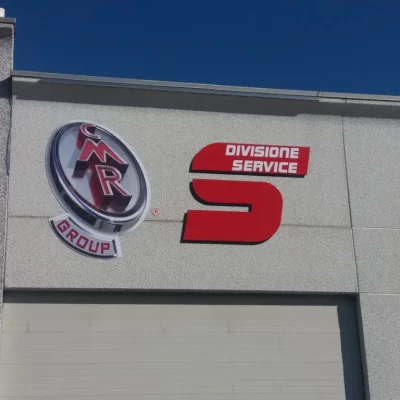 CMR
GROUP
®
S
DIVISIONE
SERVICE